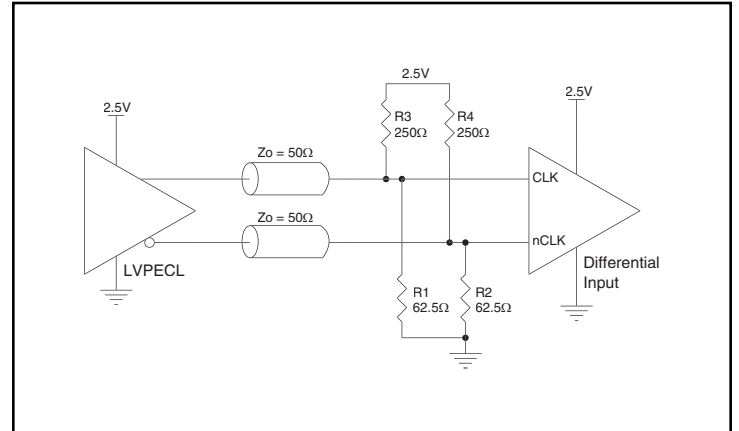 2.5V
2.5V
2.5V
R3
250Ω
R4
250Ω
Zo = 50Ω
CLK
Zo = 50Ω
nCLK
LVPECL
Differential
Input
R1
62.5Ω
R2
62.5Ω